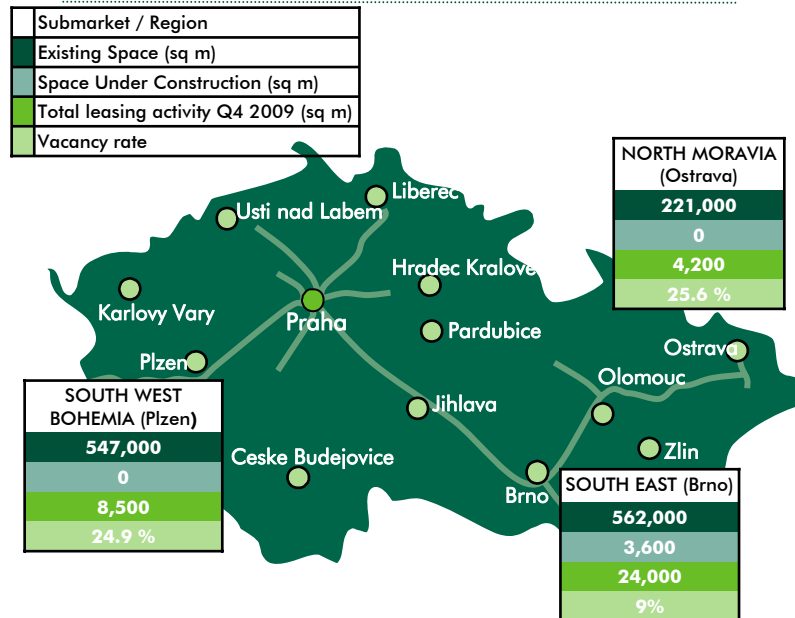 Submarket / Region
Existing Space (sq m)
Space Under Construction (sq m)
Total leasing activity Q4 2009 (sq m)
Vacancy rate
NORTH MORAVIA
(Ostrava)
221,000
0
4,200
25.6 %
Liberec
Usti nad Labem
Hradec Kralove
Karlovy Vary
Praha
Pardubice
Ostrava
Plzen
Olomouc
SOUTH WEST
BOHEMIA (Plzen)
547,000
0
8,500
24.9 %
Jihlava
Ceske Budejovice
Zlin
Brno
SOUTH EAST (Brno)
562,000
3,600
24,000
9%